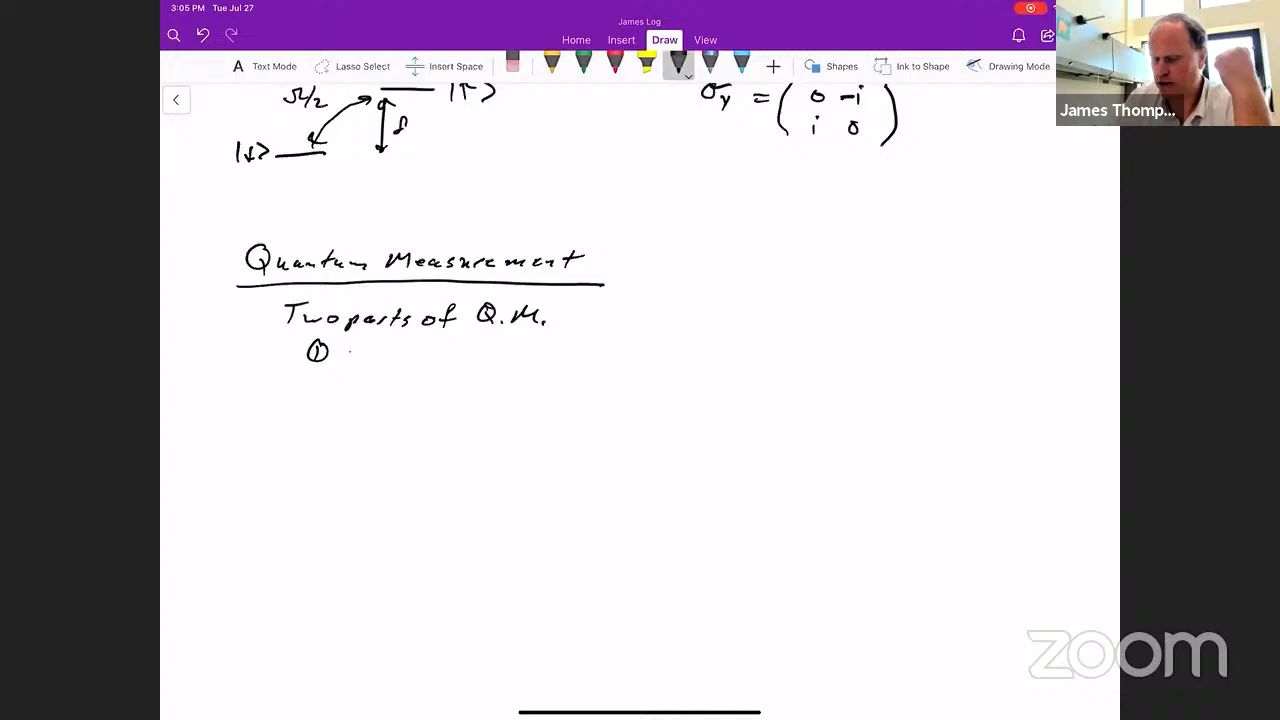 3:05 PM Tue Jul 27
James Log
Home Insert Draw View
A Text Mode Lasso Select Insert Space + Shapes Ink to Shape Drawing Mode
James Thomp...
Ω/2 |↑>
δ
|↓>
σy = ( 0 -i
i 0 )
Quantum Measurement
Two parts of Q.M.
①
zoom